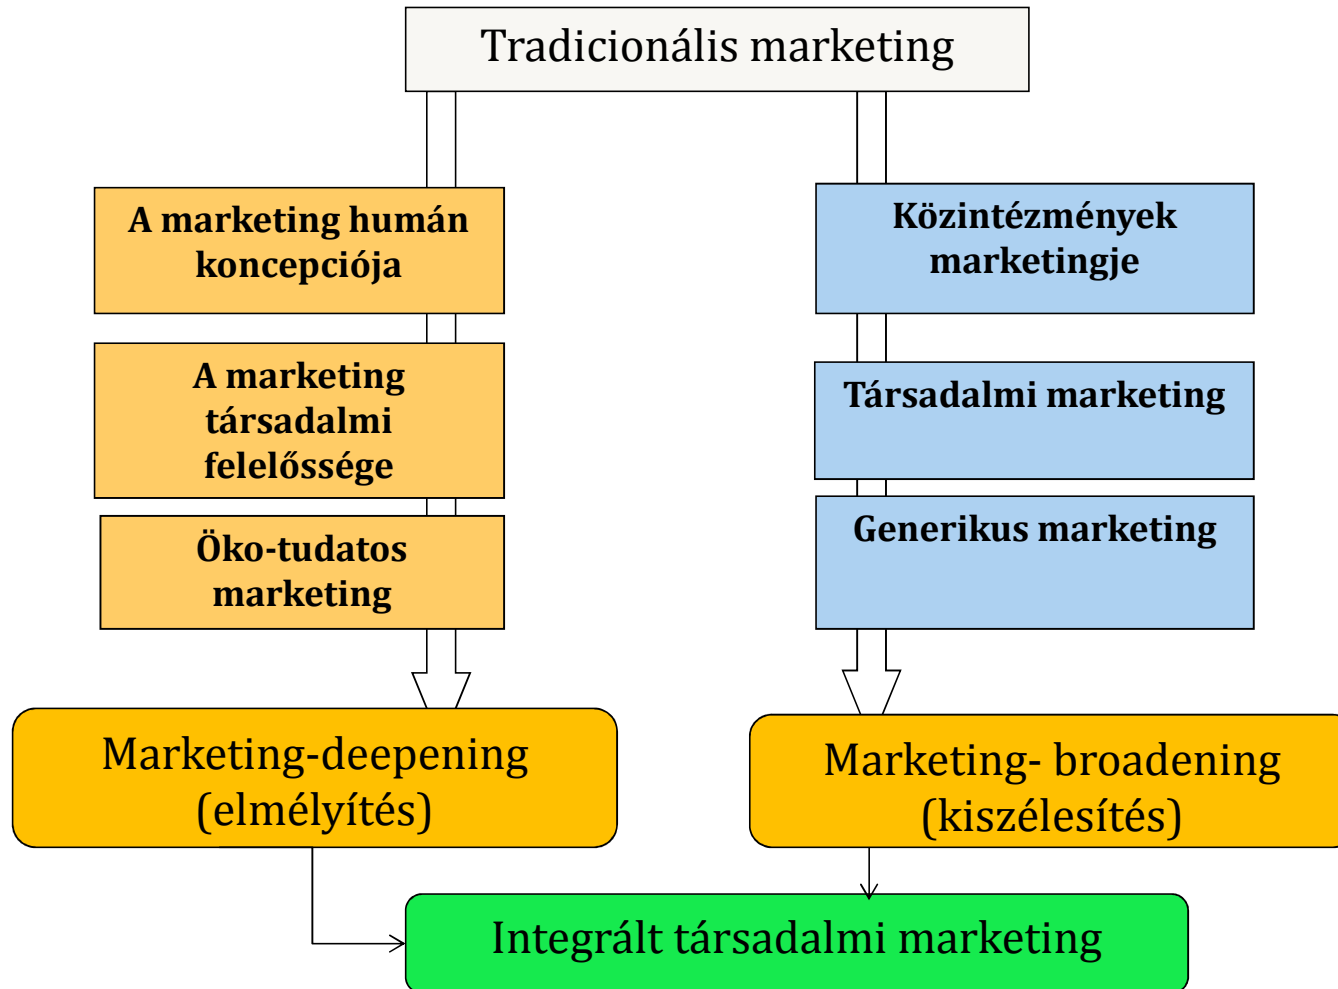 Tradicionális marketing
A marketing humán
koncepciója
A marketing
társadalmi
felelőssége
Öko-tudatos
marketing
Közintézmények
marketingje
Társadalmi marketing
Generikus marketing
Marketing-deepening
(elmélyítés)
Marketing- broadening
(kiszélesítés)
Integrált társadalmi marketing